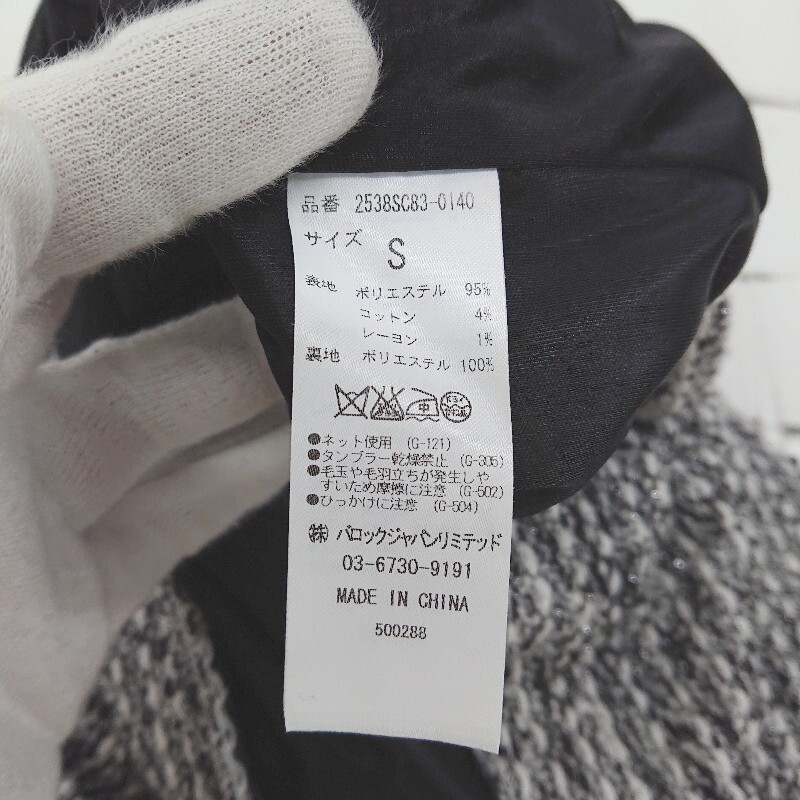 品番 2538SC83-0140
サイズ S
表地 ポリエステル 95%
コットン 4%
レーヨン 1%
裏地 ポリエステル 100%
中
ドライ
●ネット使用 (G-121)
●タンブラー乾燥禁止 (G-305)
●毛玉や毛羽立ちが発生しや
すいため摩擦に注意 (G-502)
●ひっかけに注意 (G-504)
㈱ バロックジャパンリミテッド
03-6730-9191
MADE IN CHINA
500288